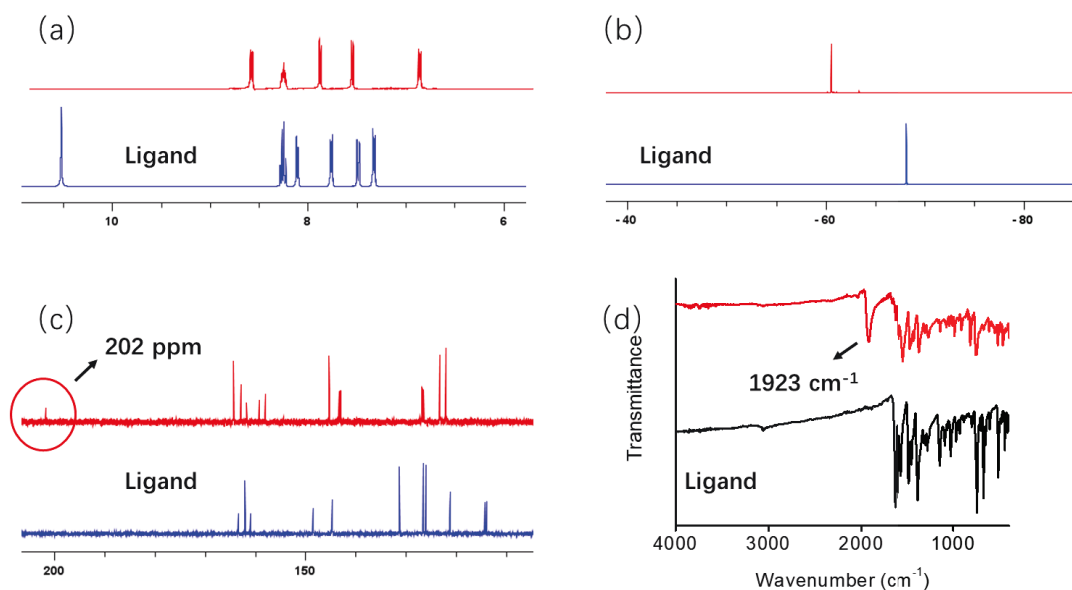 (a)
Ligand
10
8
6
(b)
Ligand
-40
-60
-80
(c)
202 ppm
Ligand
200
150
(d)
1923 cm⁻¹
Ligand
Transmittance
4000
3000
2000
1000
Wavenumber (cm⁻¹)